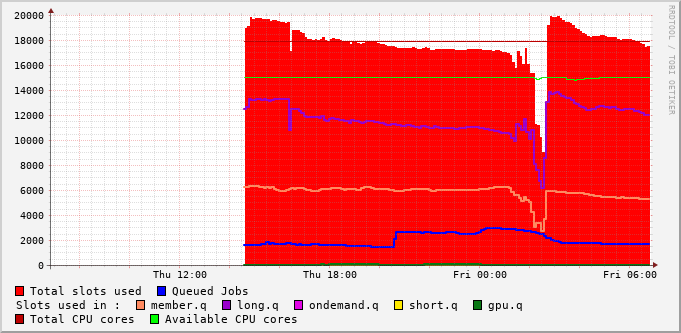 20000
18000
16000
14000
12000
10000
8000
6000
4000
2000
0
Thu 12:00 Thu 18:00 Fri 00:00 Fri 06:00
RRDTOOL / TOBI OETIKER
Total slots used Queued Jobs
Slots used in : member.q long.q ondemand.q short.q gpu.q
Total CPU cores Available CPU cores